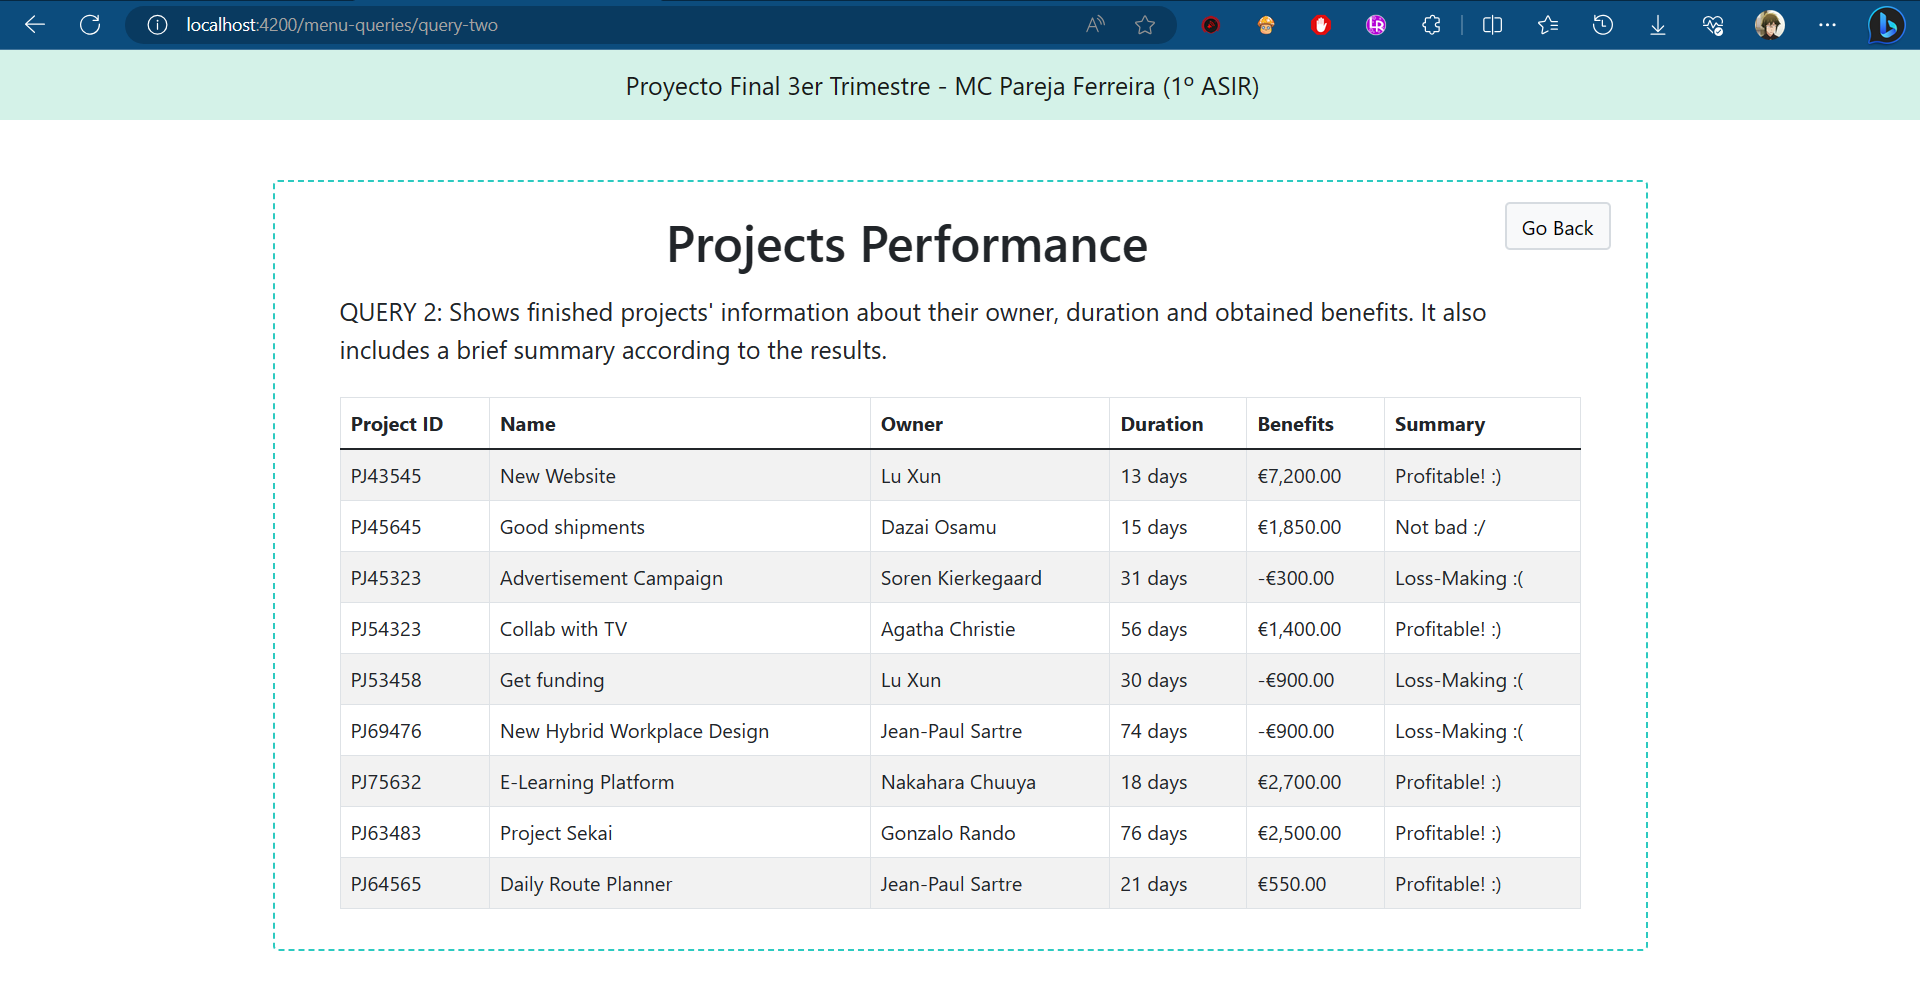 localhost:4200/menu-queries/query-two
Proyecto Final 3er Trimestre - MC Pareja Ferreira (1º ASIR)
Projects Performance
Go Back
QUERY 2: Shows finished projects' information about their owner, duration and obtained benefits. It also
includes a brief summary according to the results.
Project ID Name Owner Duration Benefits Summary
PJ43545 New Website Lu Xun 13 days €7,200.00 Profitable! :)
PJ45645 Good shipments Dazai Osamu 15 days €1,850.00 Not bad :/
PJ45323 Advertisement Campaign Soren Kierkegaard 31 days -€300.00 Loss-Making :(
PJ54323 Collab with TV Agatha Christie 56 days €1,400.00 Profitable! :)
PJ53458 Get funding Lu Xun 30 days -€900.00 Loss-Making :(
PJ69476 New Hybrid Workplace Design Jean-Paul Sartre 74 days -€900.00 Loss-Making :(
PJ75632 E-Learning Platform Nakahara Chuuya 18 days €2,700.00 Profitable! :)
PJ63483 Project Sekai Gonzalo Rando 76 days €2,500.00 Profitable! :)
PJ64565 Daily Route Planner Jean-Paul Sartre 21 days €550.00 Profitable! :)